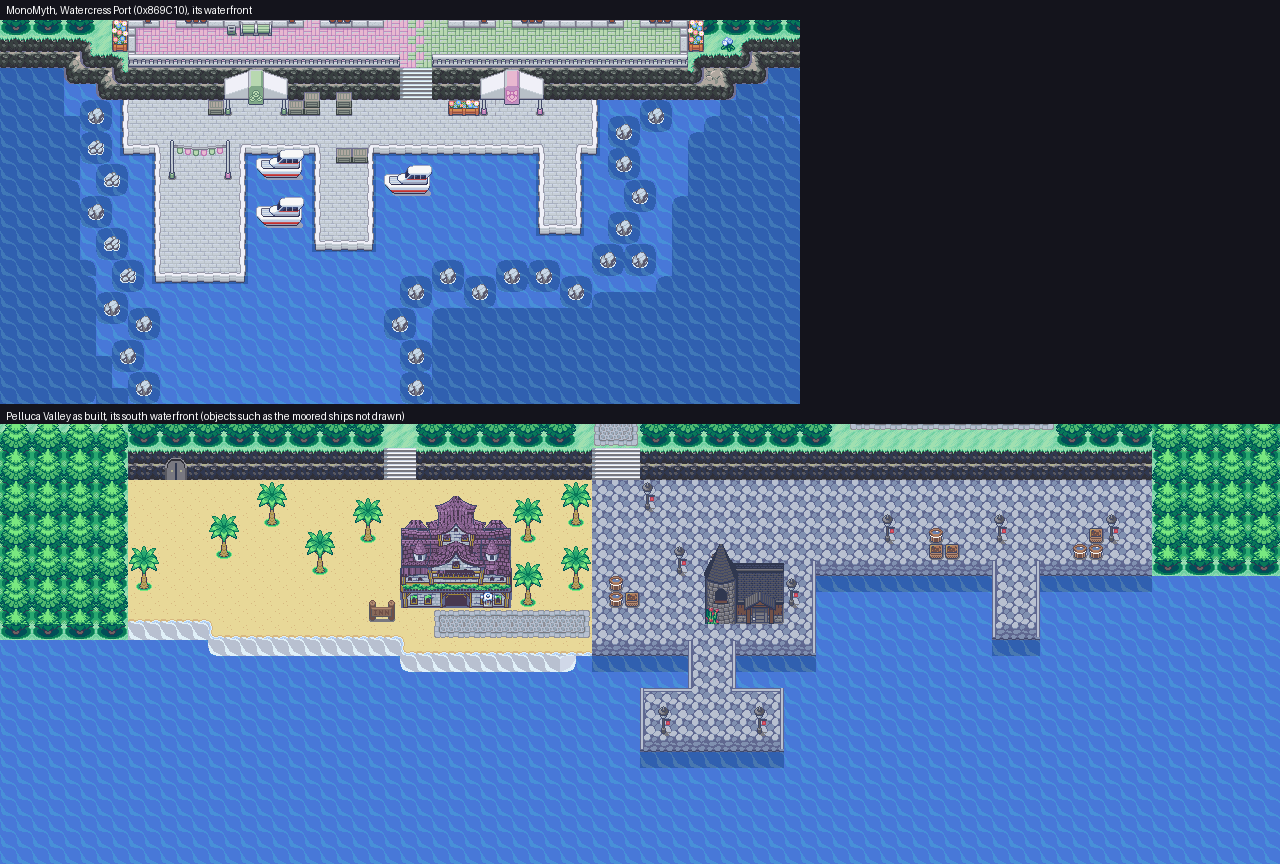 MonoMyth, Watercress Port (0x869C10), its waterfront
Pelluca Valley as built, its south waterfront (objects such as the moored ships not drawn)